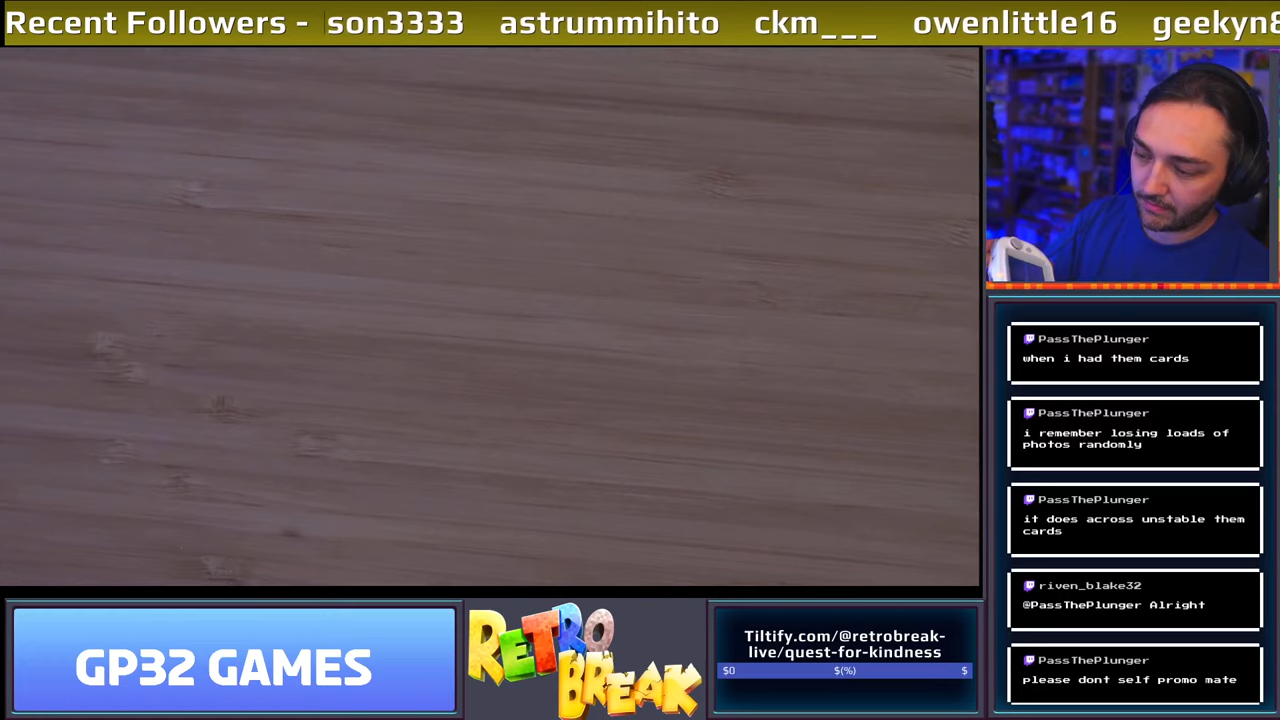 Recent Followers - son3333 astrummihito ckm___ owenlittle16 geekyn8
PassThePlunger
when i had them cards
PassThePlunger
i remember losing loads of
photos randomly
PassThePlunger
it does across unstable them
cards
riven_blake32
@PassThePlunger Alright
PassThePlunger
please dont self promo mate
GP32 GAMES
RETRO
BREAK
Tiltify.com/@retrobreak-
live/quest-for-kindness
$0 $(%) $